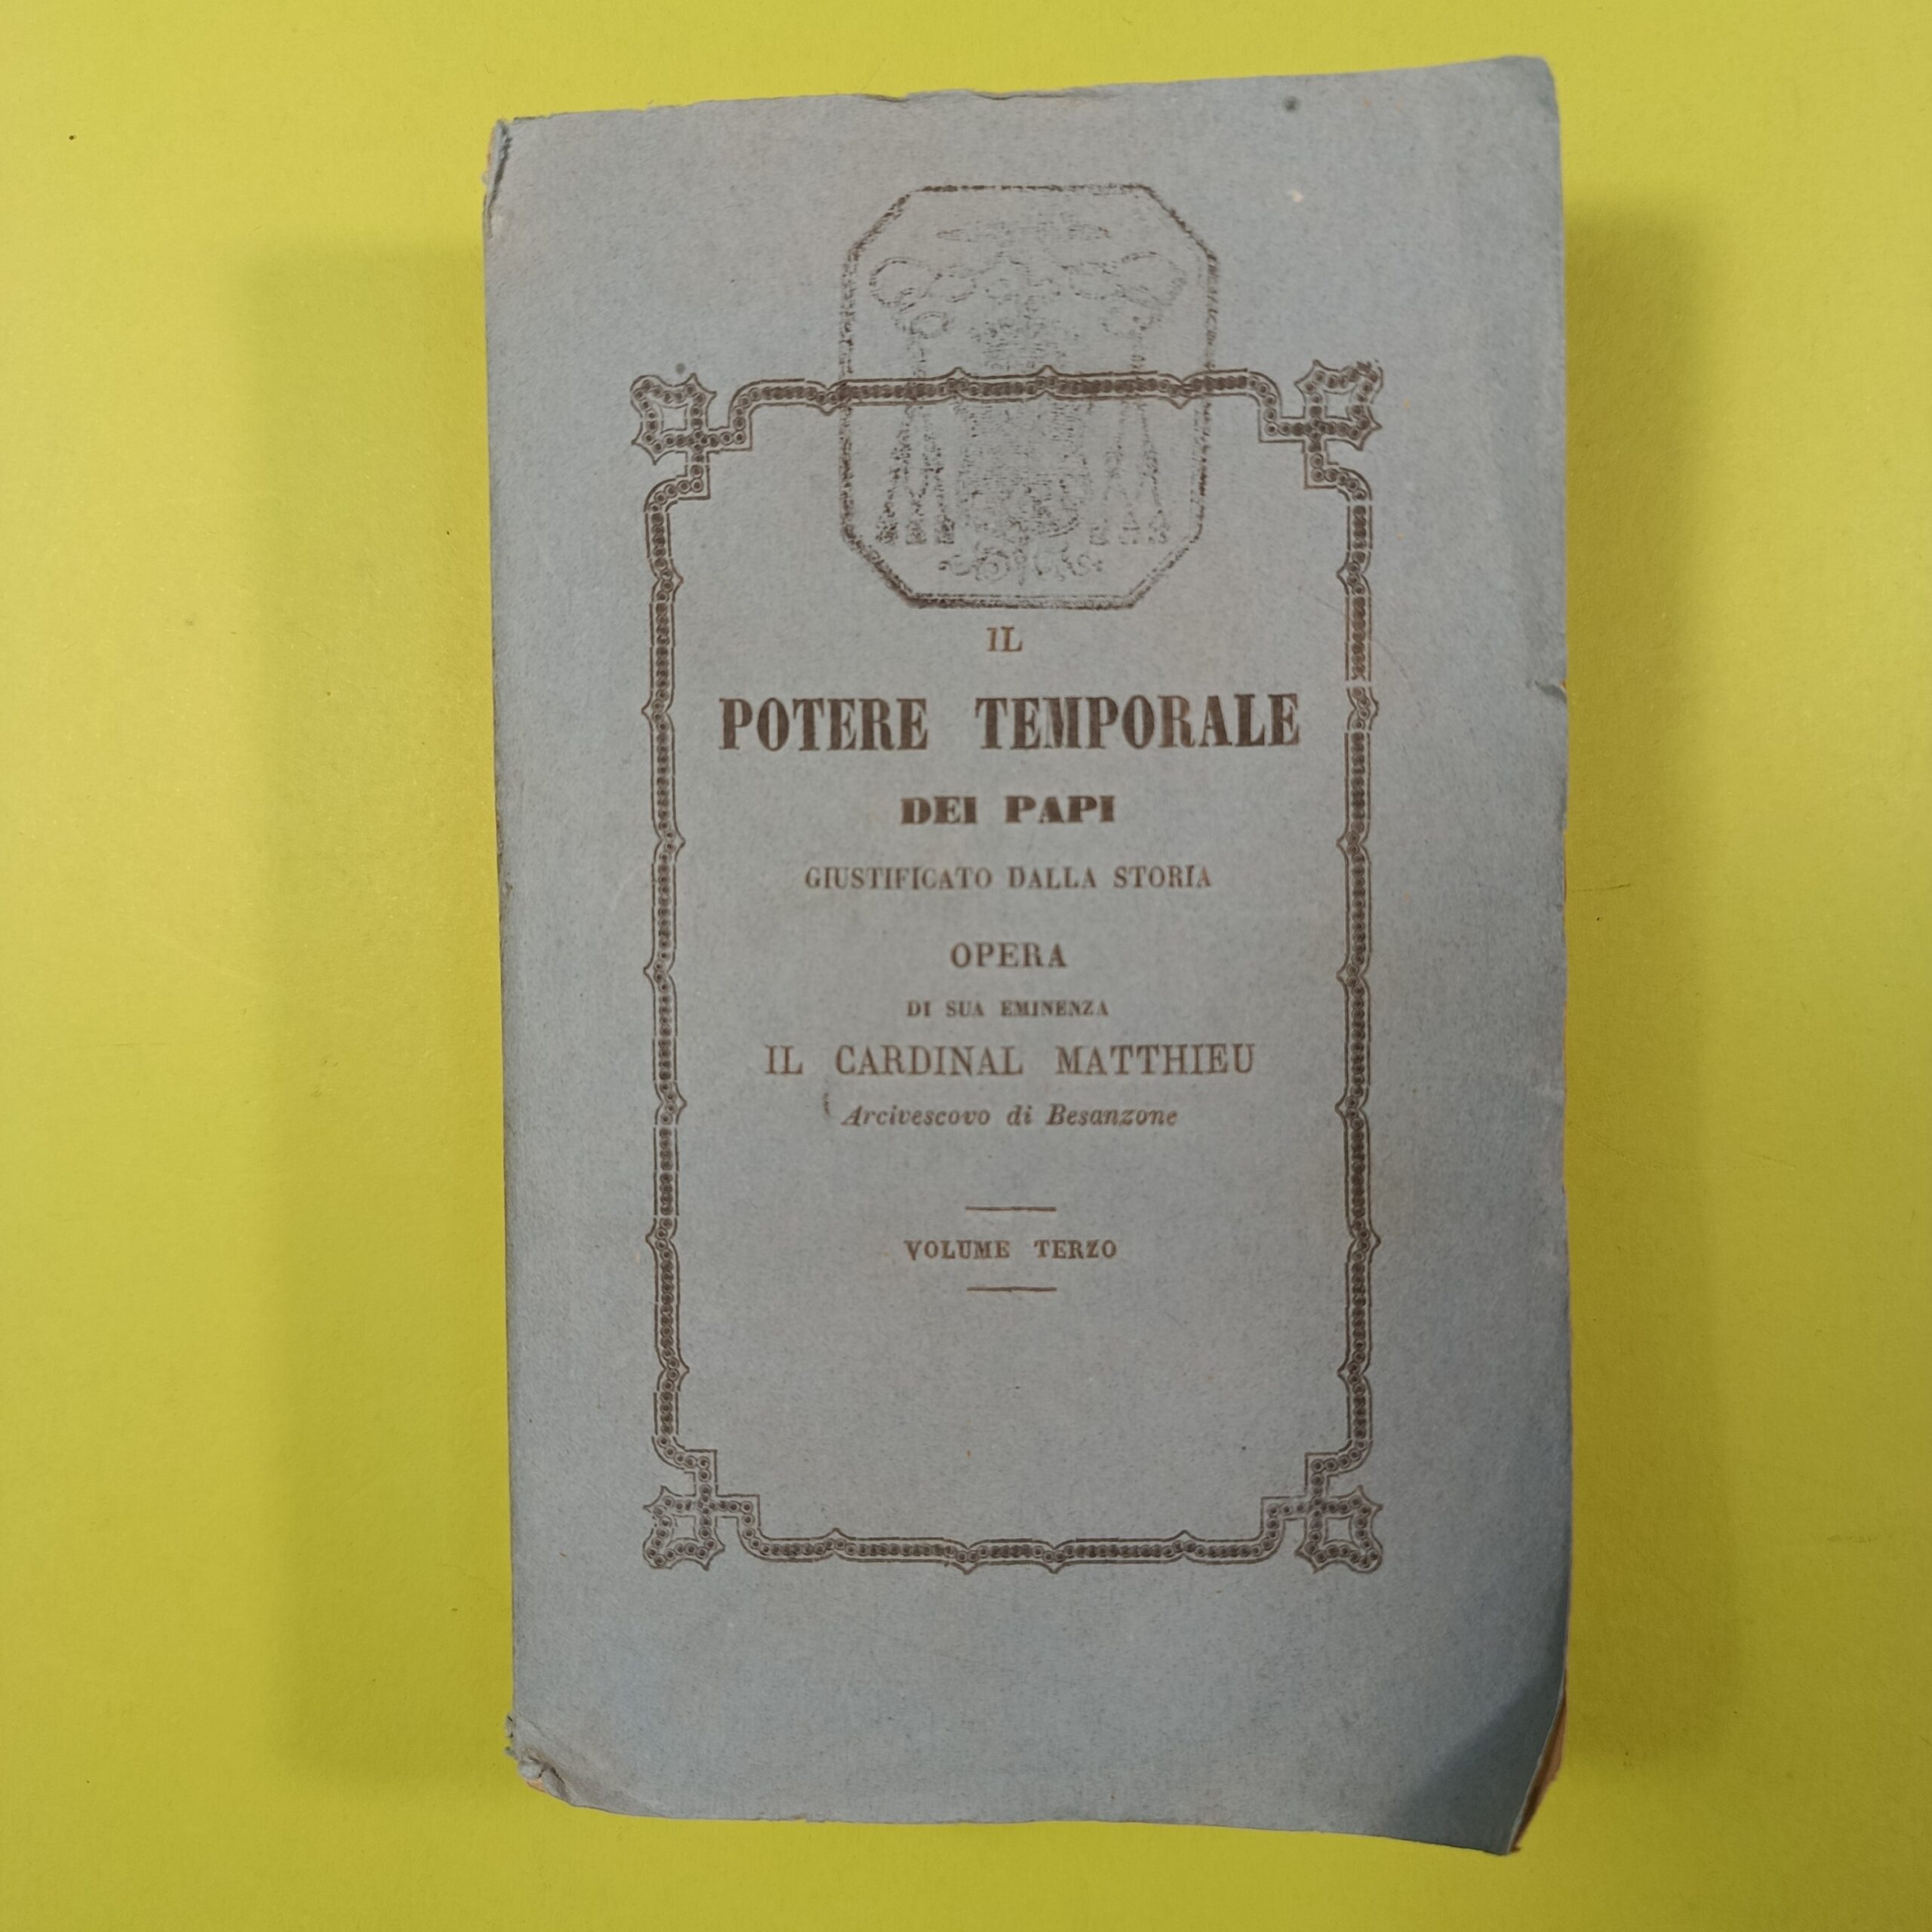 IL
POTERE TEMPORALE
DEI PAPI
GIUSTIFICATO DALLA STORIA
OPERA
DI SUA EMINENZA
IL CARDINAL MATTHIEU
Arcivescovo di Besanzone
VOLUME TERZO